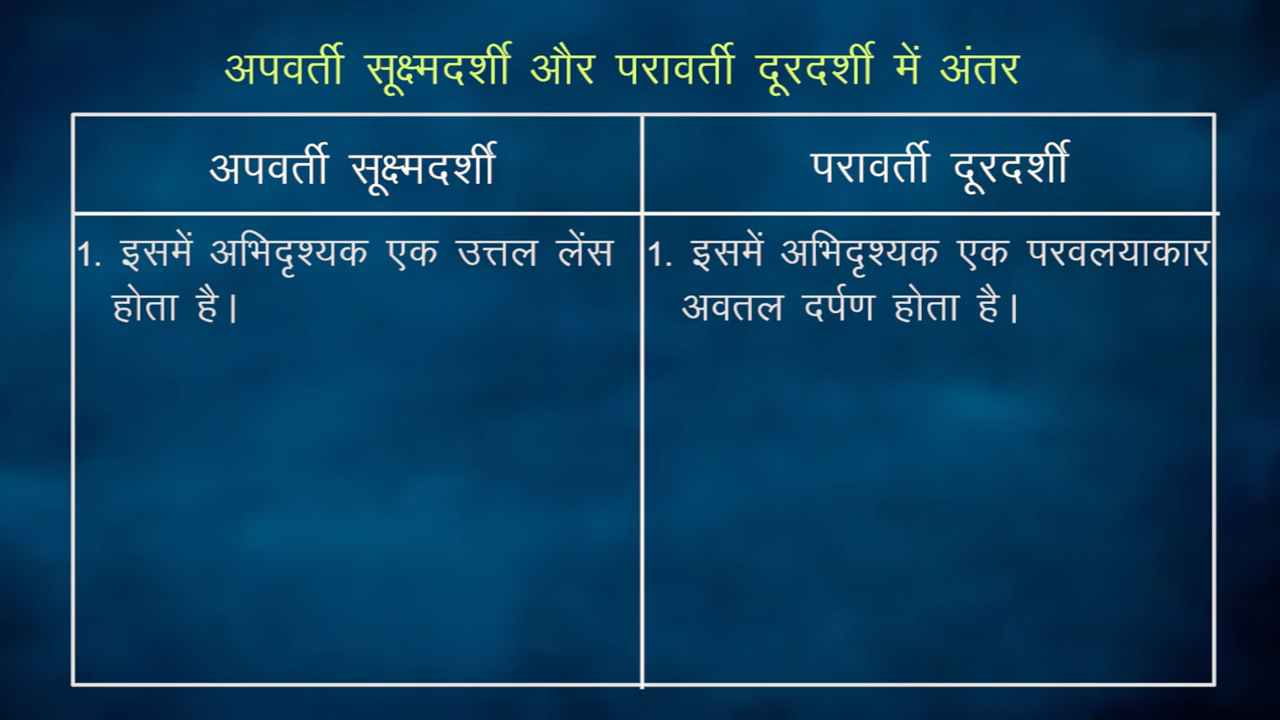 अपवर्ती सूक्ष्मदर्शी और परावर्ती दूरदर्शी में अंतर
अपवर्ती सूक्ष्मदर्शी
परावर्ती दूरदर्शी
1. इसमें अभिदृश्यक एक उत्तल लेंस
होता है।
1. इसमें अभिदृश्यक एक परवलयाकार
अवतल दर्पण होता है।